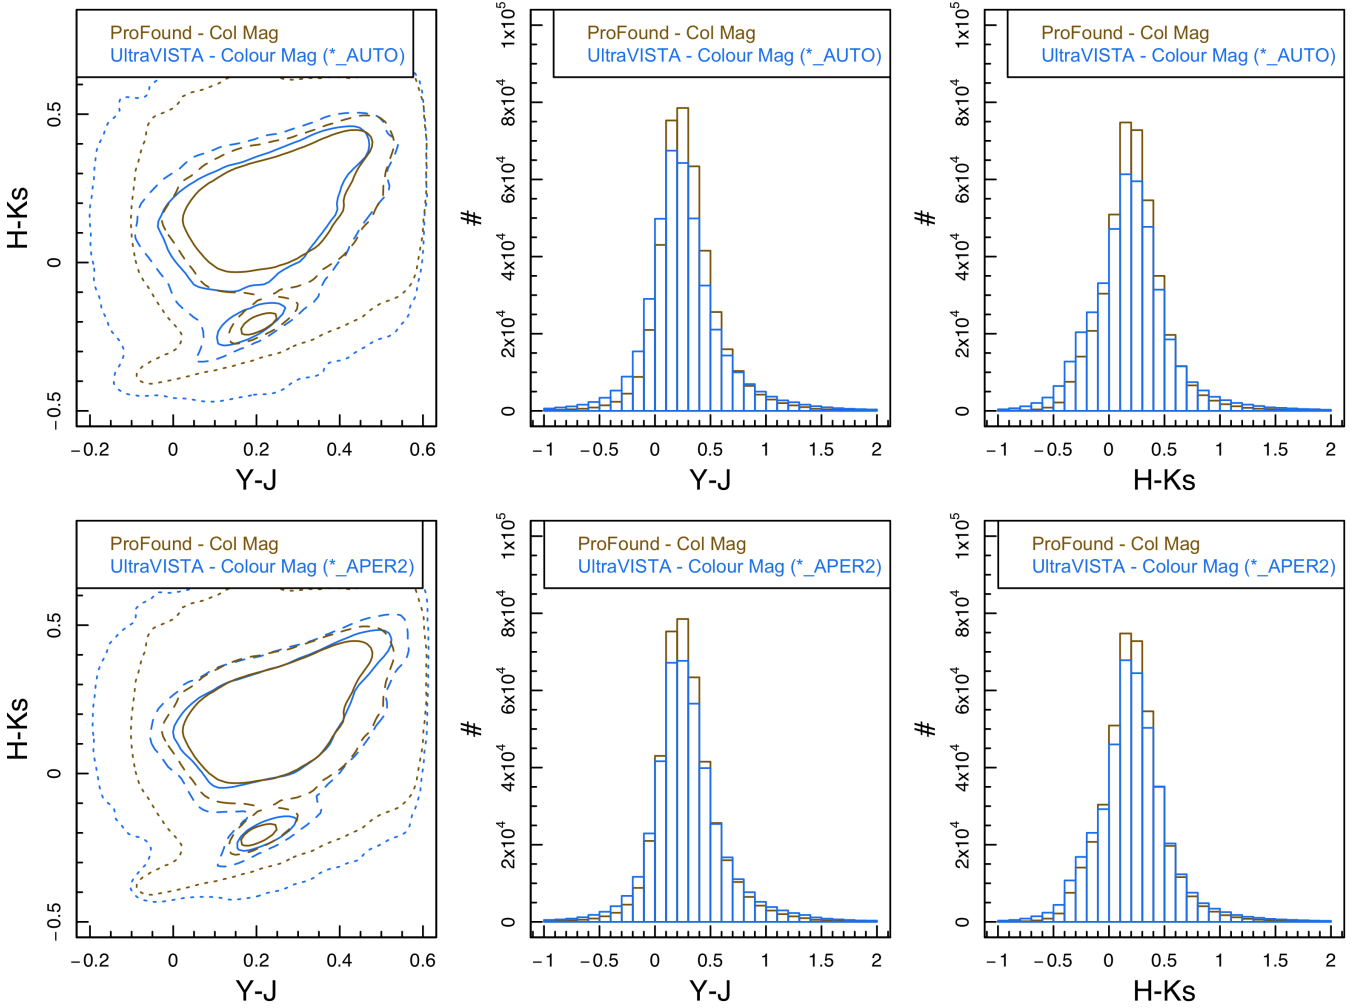 ProFound - Col Mag
UltraVISTA - Colour Mag (*_AUTO)
H-Ks
0.5
0
−0.5
−0.2 0 0.2 0.4 0.6
Y-J
ProFound - Col Mag
UltraVISTA - Colour Mag (*_AUTO)
#
1x10^5
8x10^4
6x10^4
4x10^4
2x10^4
0
−1 −0.5 0 0.5 1 1.5 2
Y-J
ProFound - Col Mag
UltraVISTA - Colour Mag (*_AUTO)
#
1x10^5
8x10^4
6x10^4
4x10^4
2x10^4
0
−1 −0.5 0 0.5 1 1.5 2
H-Ks
ProFound - Col Mag
UltraVISTA - Colour Mag (*_APER2)
H-Ks
0.5
0
−0.5
−0.2 0 0.2 0.4 0.6
Y-J
ProFound - Col Mag
UltraVISTA - Colour Mag (*_APER2)
#
1x10^5
8x10^4
6x10^4
4x10^4
2x10^4
0
−1 −0.5 0 0.5 1 1.5 2
Y-J
ProFound - Col Mag
UltraVISTA - Colour Mag (*_APER2)
#
1x10^5
8x10^4
6x10^4
4x10^4
2x10^4
0
−1 −0.5 0 0.5 1 1.5 2
H-Ks